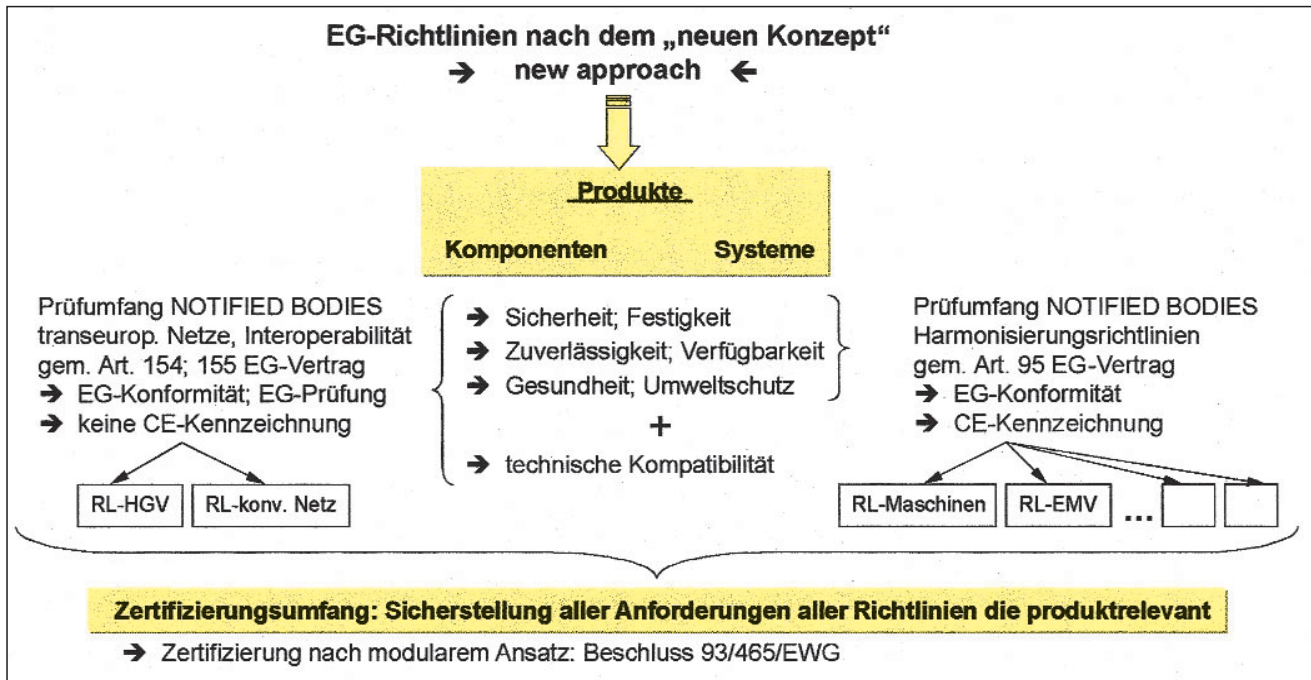 EG-Richtlinien nach dem „neuen Konzept“
➔ new approach ←
Produkte
Komponenten Systeme
Prüfumfang NOTIFIED BODIES
transeurop. Netze, Interoperabilität
gem. Art. 154; 155 EG-Vertrag
➔ EG-Konformität; EG-Prüfung
➔ keine CE-Kennzeichnung
RL-HGV RL-konv. Netz
➔ Sicherheit; Festigkeit
➔ Zuverlässigkeit; Verfügbarkeit
➔ Gesundheit; Umweltschutz
+
➔ technische Kompatibilität
Prüfumfang NOTIFIED BODIES
Harmonisierungsrichtlinien
gem. Art. 95 EG-Vertrag
➔ EG-Konformität
➔ CE-Kennzeichnung
RL-Maschinen RL-EMV ...
Zertifizierungsumfang: Sicherstellung aller Anforderungen aller Richtlinien die produktrelevant
➔ Zertifizierung nach modularem Ansatz: Beschluss 93/465/EWG